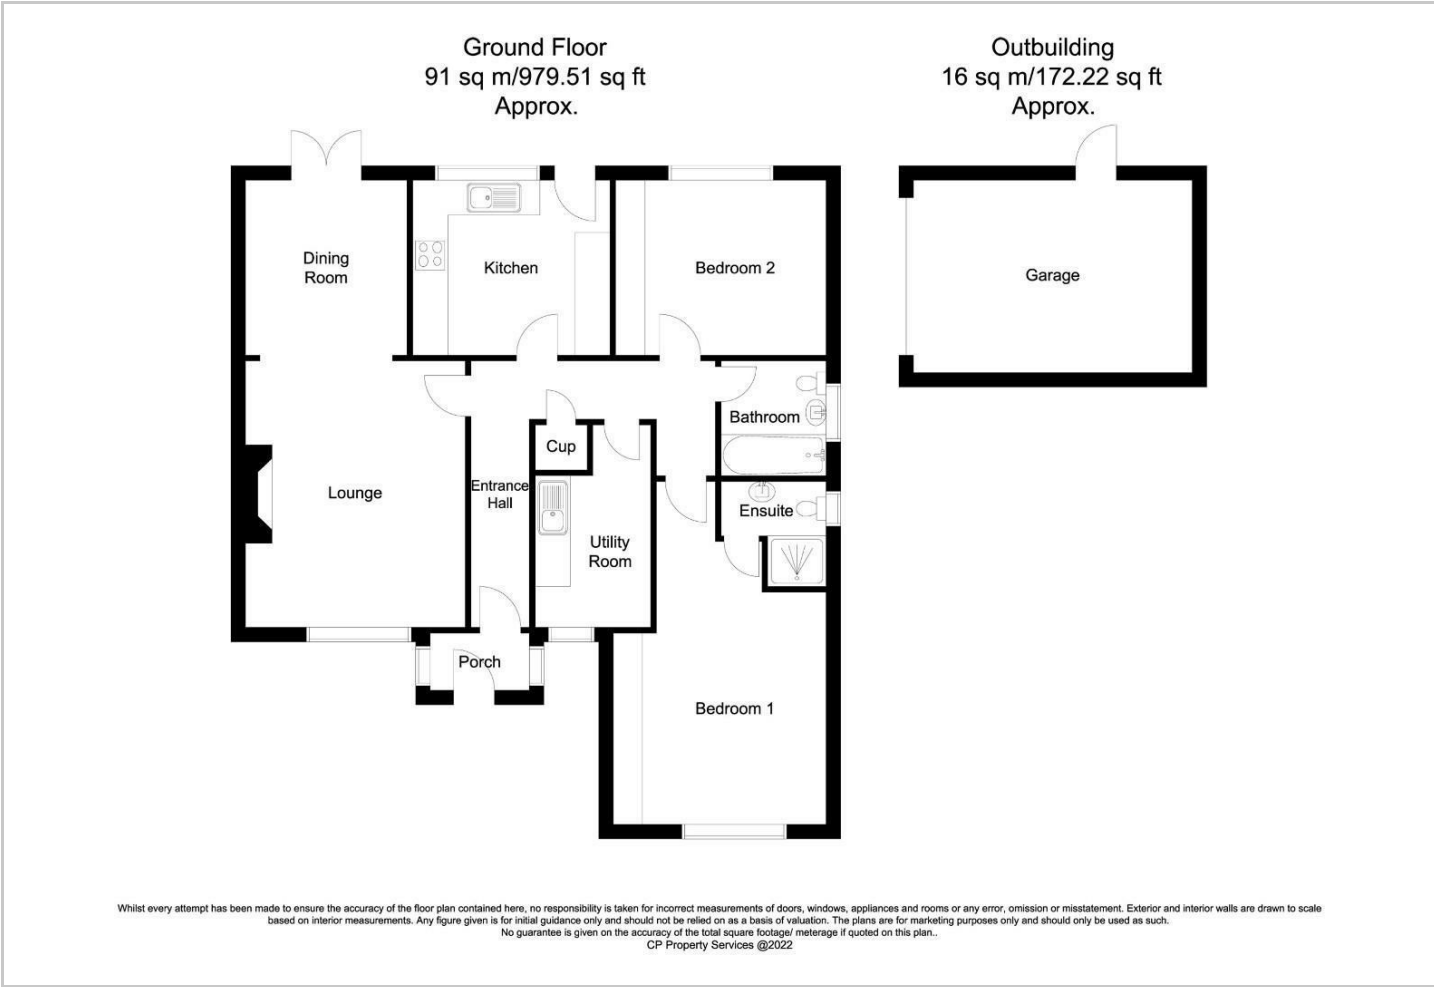 Ground Floor
91 sq m/979.51 sq ft
Approx.
Outbuilding
16 sq m/172.22 sq ft
Approx.
Dining
Room
Kitchen
Bedroom 2
Garage
Bathroom
Cup
Lounge
Entrance
Hall
Ensuite
Utility
Room
Porch
Bedroom 1
Whilst every attempt has been made to ensure the accuracy of the floor plan contained here, no responsibility is taken for incorrect measurements of doors, windows, appliances and rooms or any error, omission or misstatement. Exterior and interior walls are drawn to scale
based on interior measurements. Any figure given is for initial guidance only and should not be relied on as a basis of valuation. The plans are for marketing purposes only and should only be used as such.
No guarantee is given on the accuracy of the total square footage/ meterage if quoted on this plan..
CP Property Services @2022